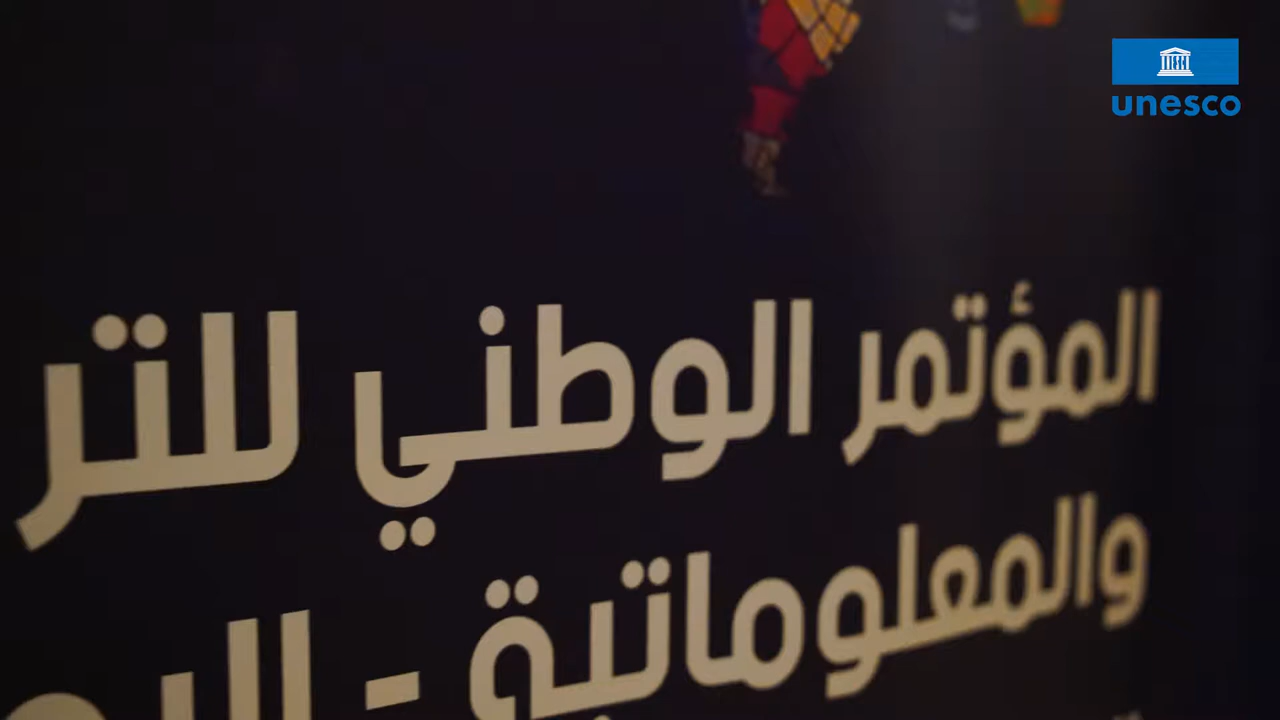 unesco
المؤتمر الوطني للتر
والمعلوماتية -